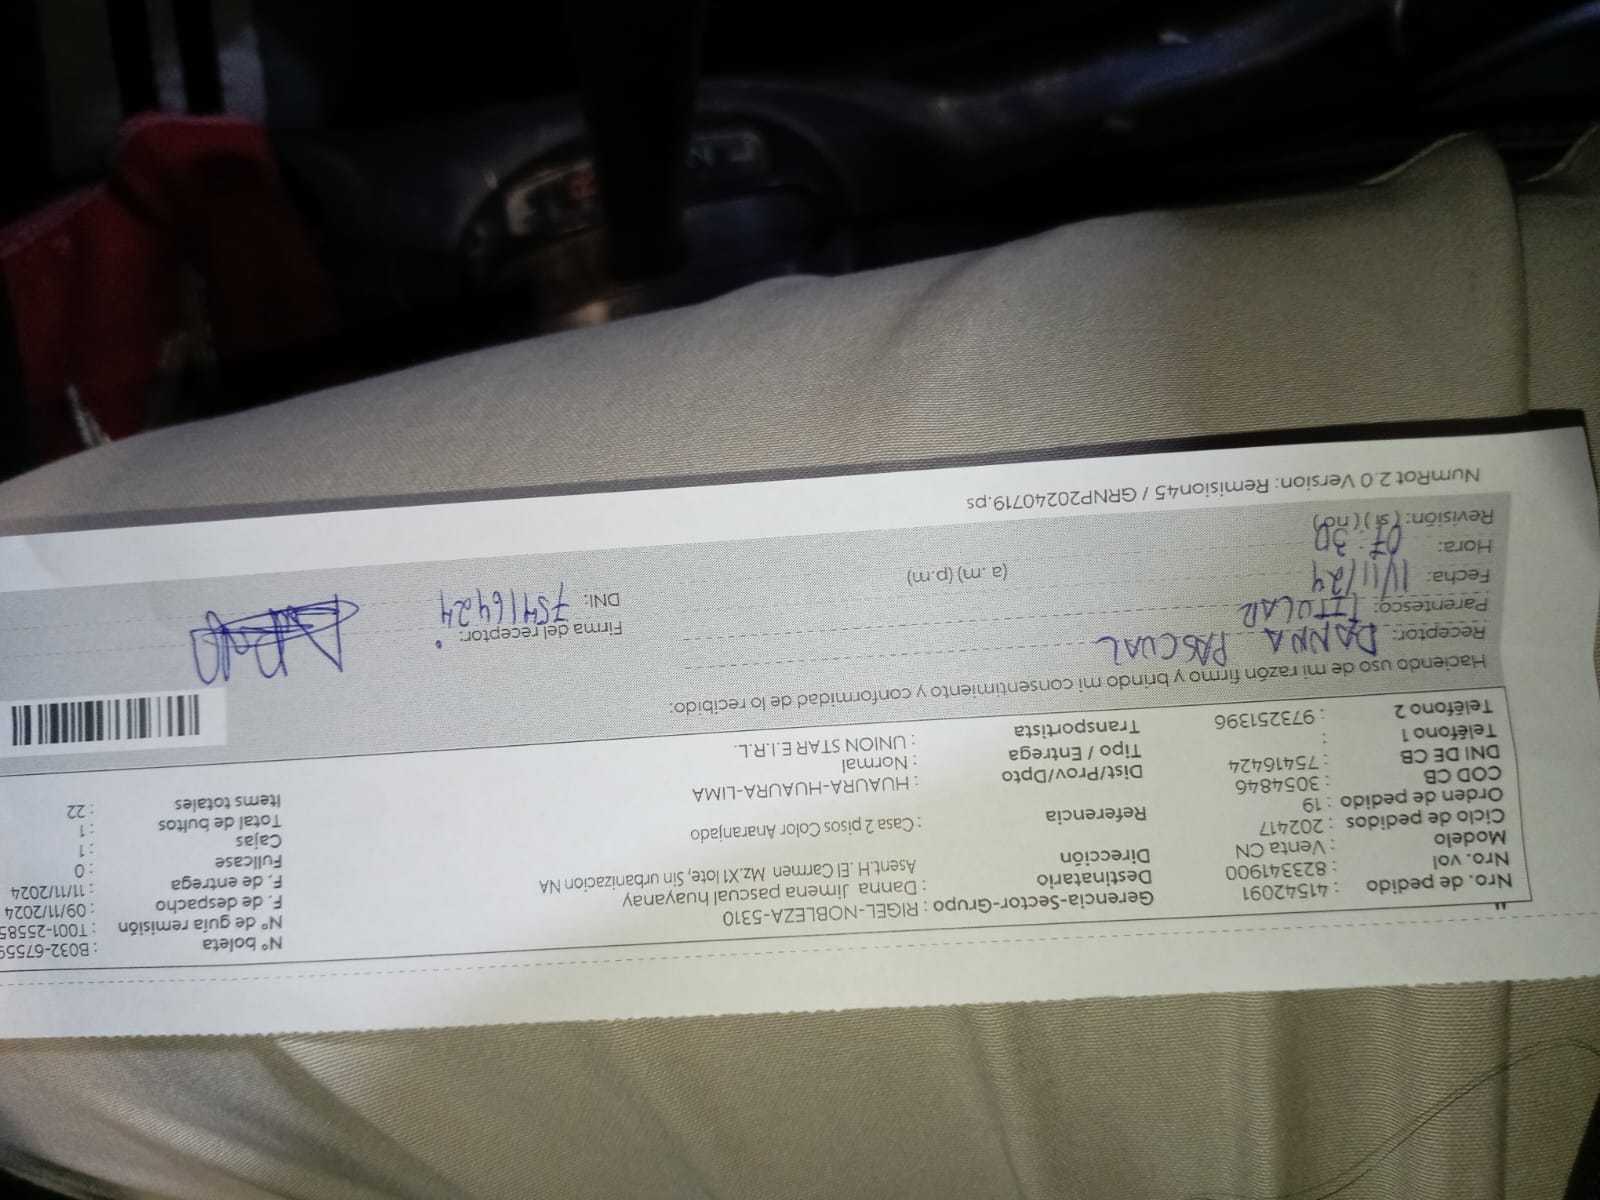 Nro. de pedido : 41542091 Gerencia-Sector-Grupo : RIGEL-NOBLEZA-5310 N° boleta : B032-67559
Nro. vol : 823341900 Destinatario : Danna Jimena pascual huayanay N° de guía remisión : T001-25585
Modelo : Venta CN Dirección Asent.H. El Carmen Mz.X1 lote, Sin urbanizacion NA F. de despacho : 09/11/2024
Ciclo de pedidos : 202417 F. de entrega : 11/11/2024
Orden de pedido : 19 Referencia : Casa 2 pisos Color Anaranjado Fullcase : 0
COD CB : 3054846 Cajas : 1
DNI DE CB : 75416424 Dist/Prov/Dpto : HUAURA-HUAURA-LIMA Total de bultos : 1
Teléfono 1 : Tipo / Entrega : Normal Items totales : 22
Teléfono 2 : 973251396 Transportista : UNION STAR E.I.R.L.
Haciendo uso de mi razón firmo y brindo mi consentimiento y conformidad de lo recibido:
Receptor: DANNA PASCUAL Firma del receptor:
Parentesco: TITULAR DNI: 75416424
Fecha: 11/11/24
Hora: 07:30 (a. m) (p.m)
Revisión: (si) (no)
NumRot 2.0 Version: Remision45 / GRNP20240719.ps